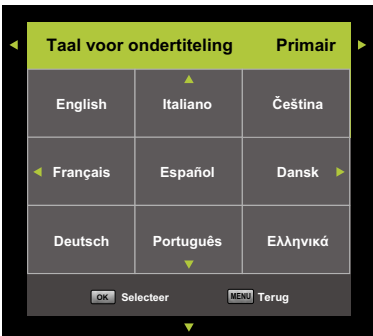 Taal voor ondertiteling Primair
English Italiano Čeština
Français Español Dansk
Deutsch Português Ελληνικά
OK Selecteer MENU Terug